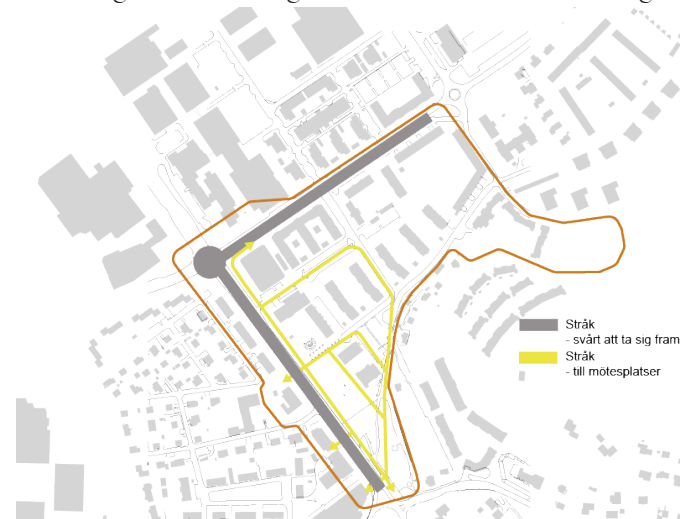 Stråk
- svårt att ta sig fram
Stråk
- till mötesplatser